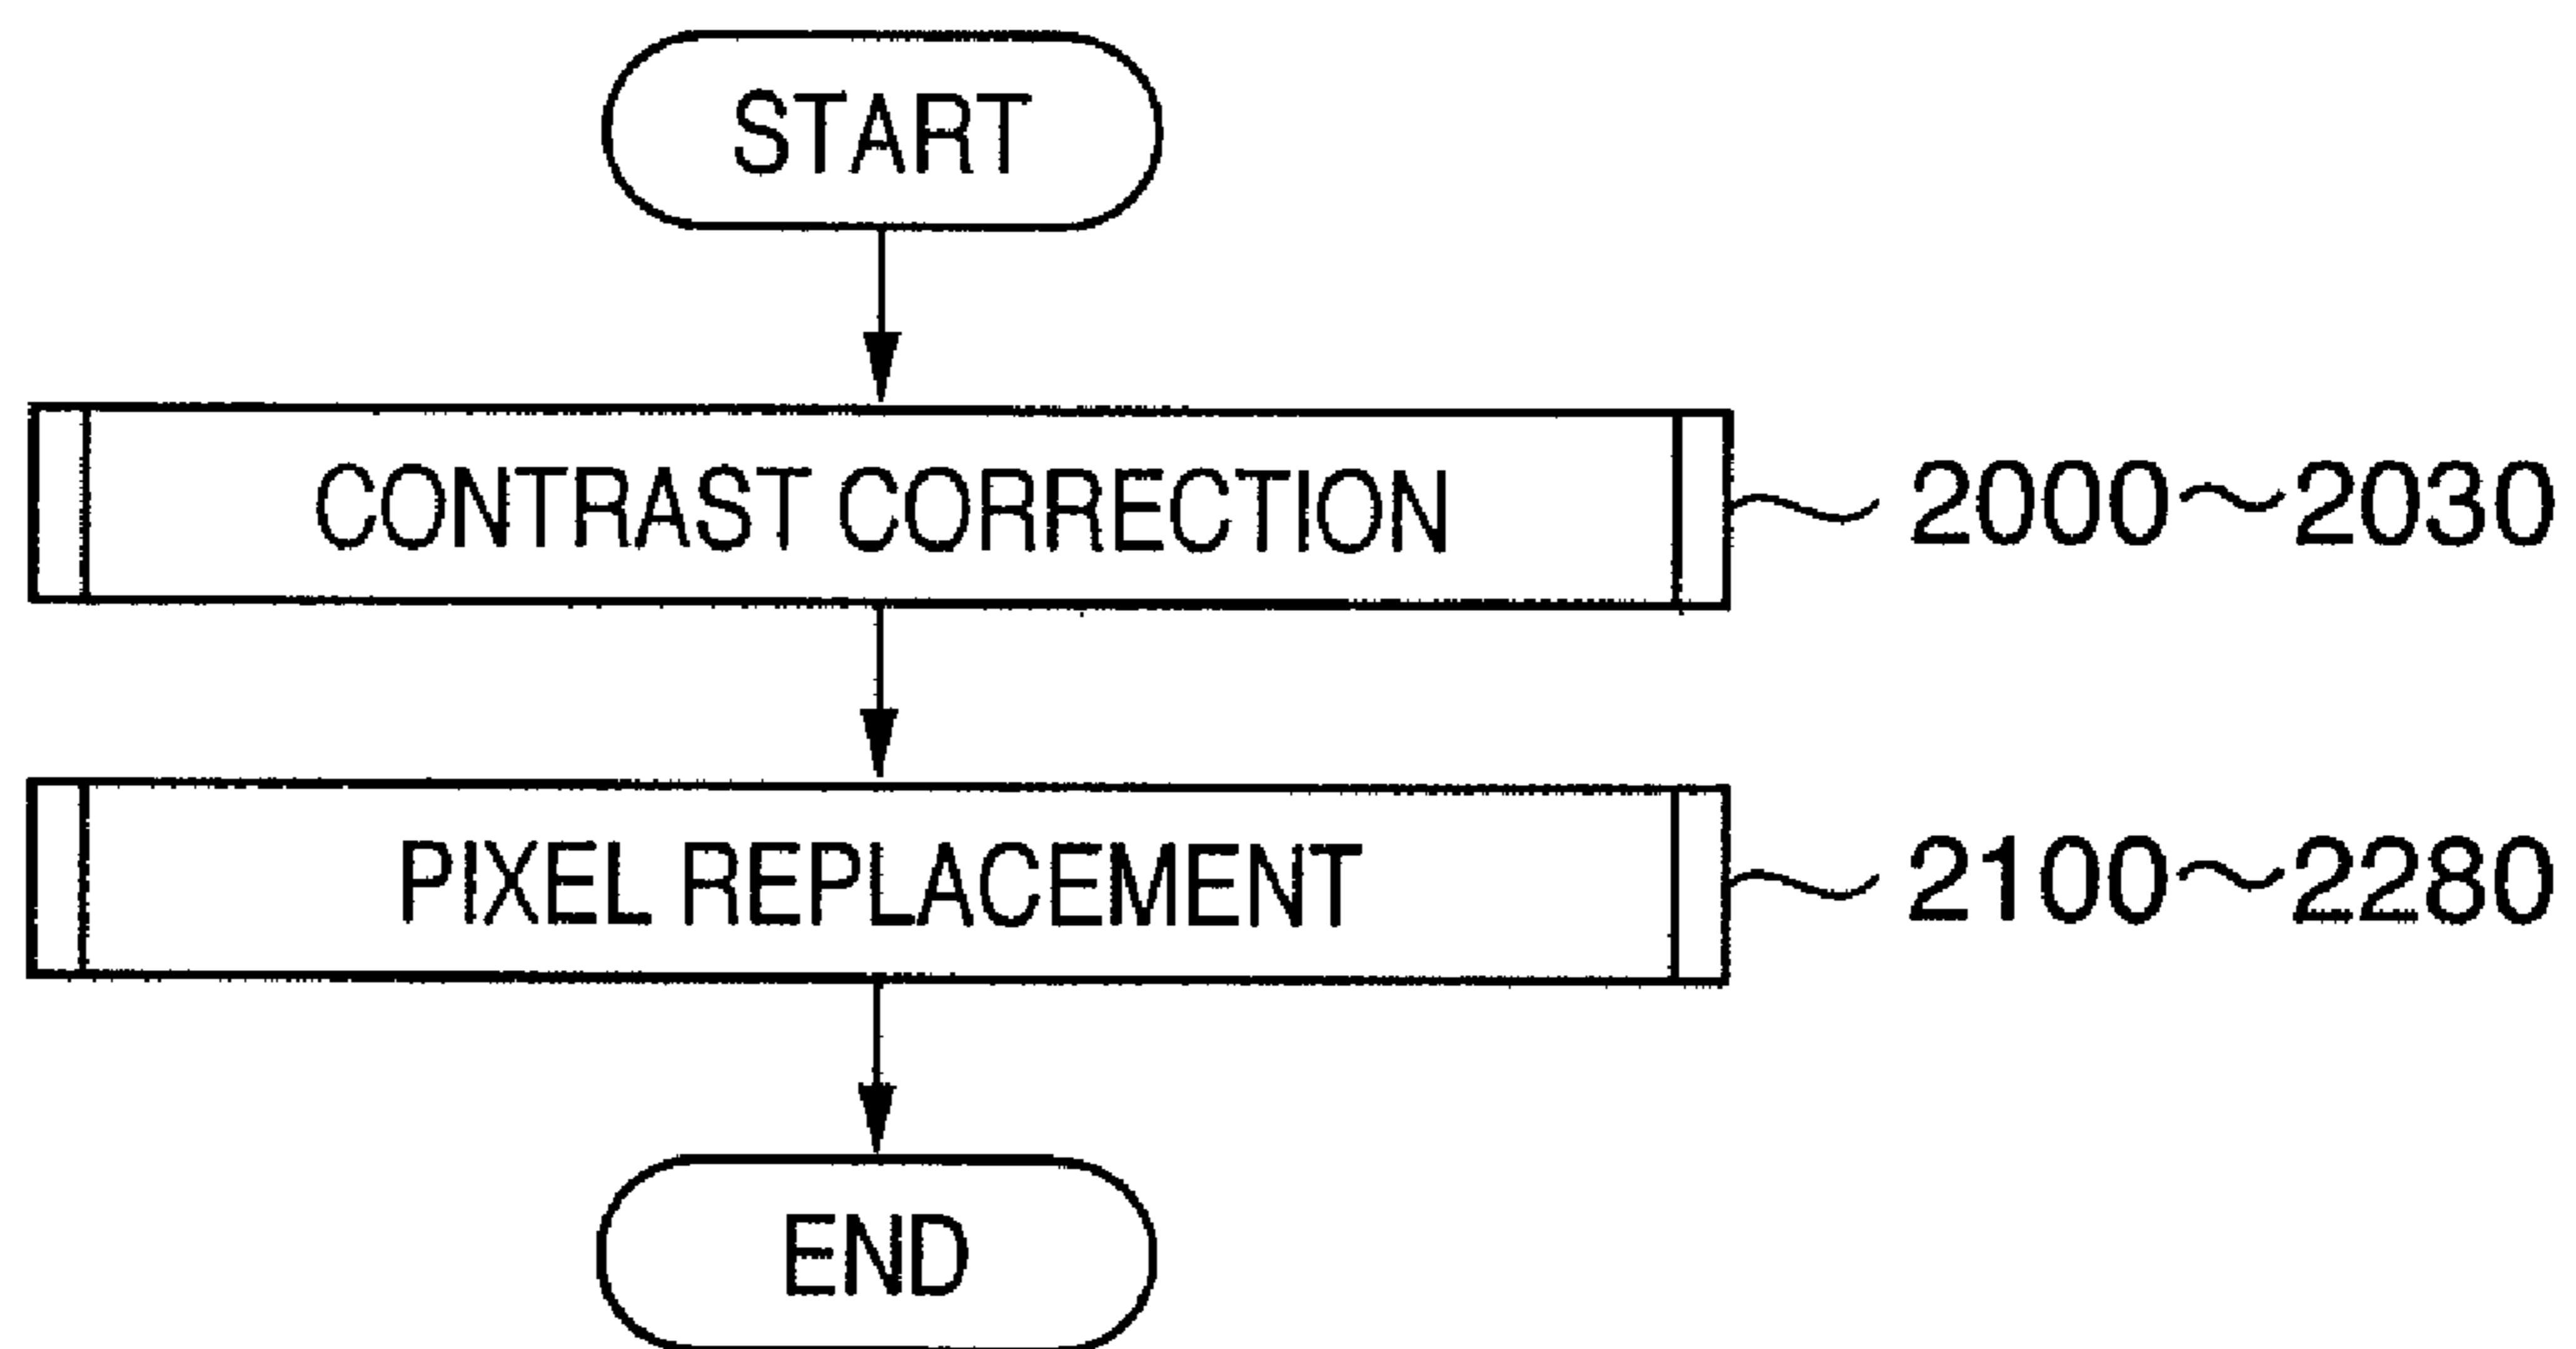 START
CONTRAST CORRECTION 2000~2030
PIXEL REPLACEMENT 2100~2280
END